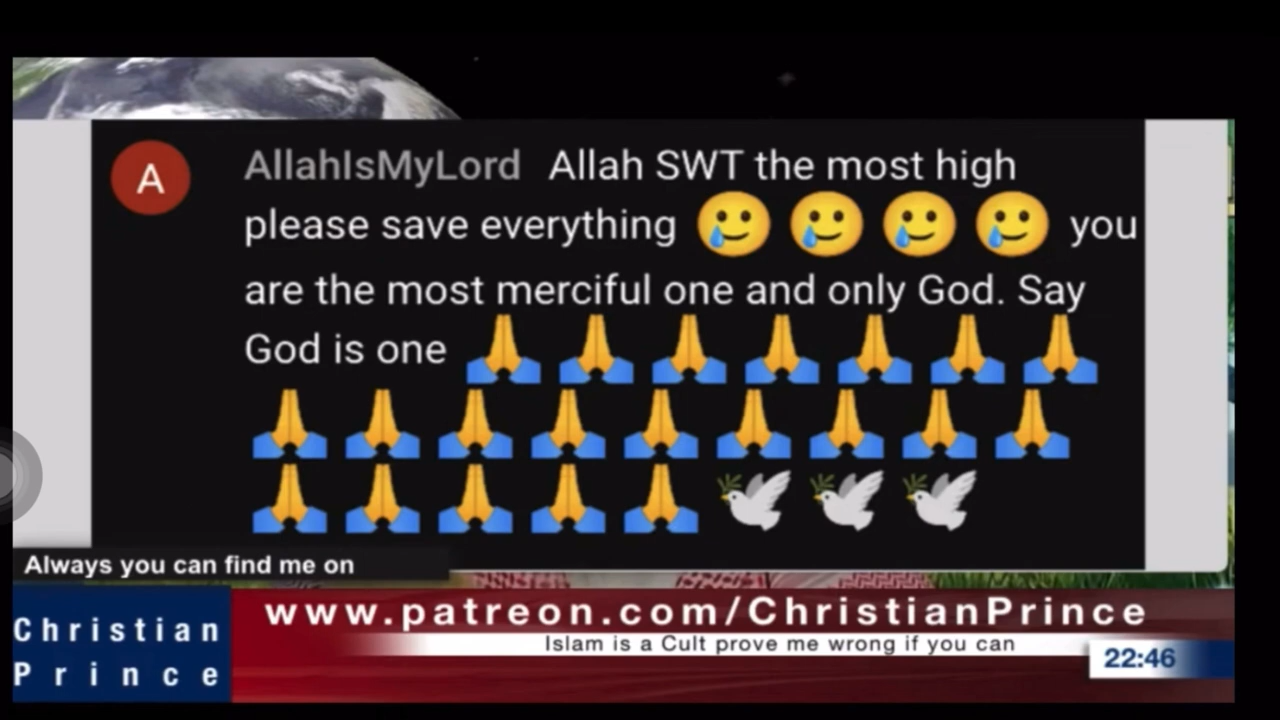 A
AllahIsMyLord Allah SWT the most high
please save everything 🥲 🥲 🥲 🥲 you
are the most merciful one and only God. Say
God is one 🙏 🙏 🙏 🙏 🙏 🙏 🙏
🙏 🙏 🙏 🙏 🙏 🙏 🙏 🙏 🙏
🙏 🙏 🙏 🙏 🙏 🕊️ 🕊️ 🕊️
Always you can find me on
Christian
Prince
www.patreon.com/ChristianPrince
Islam is a Cult prove me wrong if you can
22:46